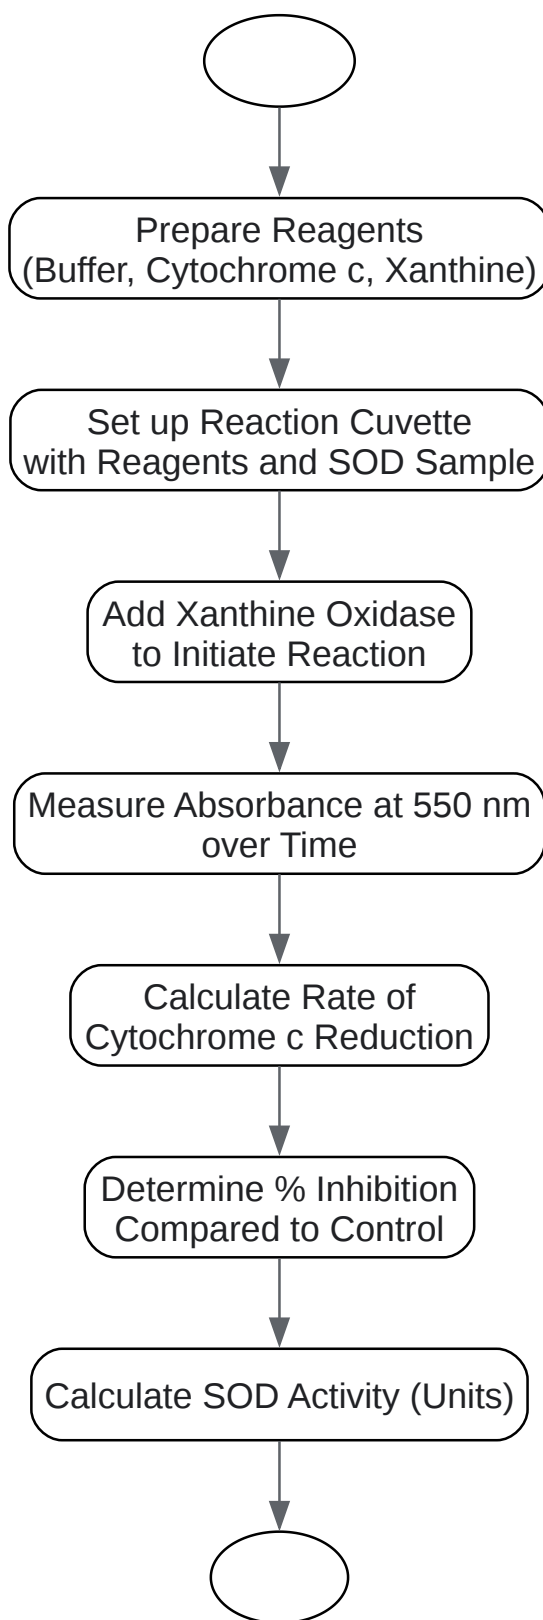 Prepare Reagents
(Buffer, Cytochrome c, Xanthine)
Set up Reaction Cuvette
with Reagents and SOD Sample
Add Xanthine Oxidase
to Initiate Reaction
Measure Absorbance at 550 nm
over Time
Calculate Rate of
Cytochrome c Reduction
Determine % Inhibition
Compared to Control
Calculate SOD Activity (Units)